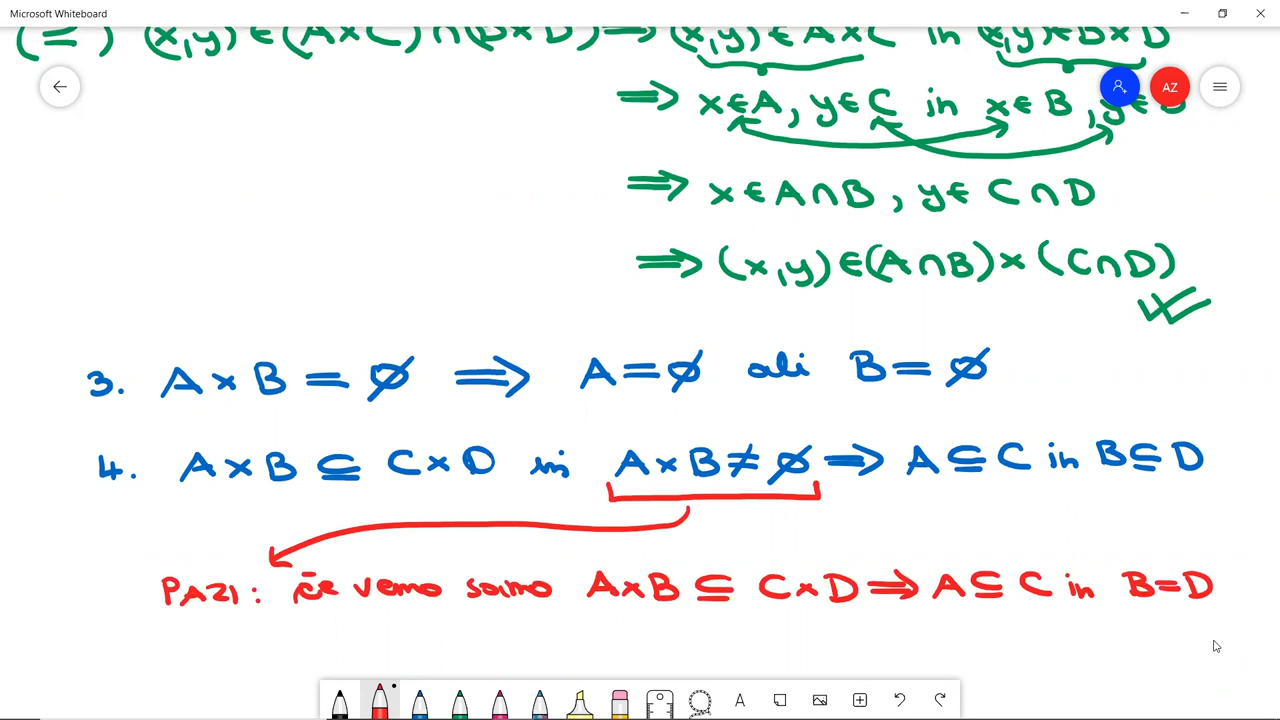 Microsoft Whiteboard
(⊆) (x,y)∈(A×C)∩(B×D) ⟹ (x,y)∈A×C in (x,y)∈B×D
⟹ x∈A, y∈C in x∈B, y∈D
AZ
⟹ x∈A∩B, y∈C∩D
⟹ (x,y)∈(A∩B)×(C∩D)
3. A×B=∅ ⟹ A=∅ ali B=∅
4. A×B ⊆ C×D in A×B≠∅ ⟹ A⊆C in B⊆D
PAZI: če vemo samo A×B ⊆ C×D ⟹ A⊆C in B=D
A